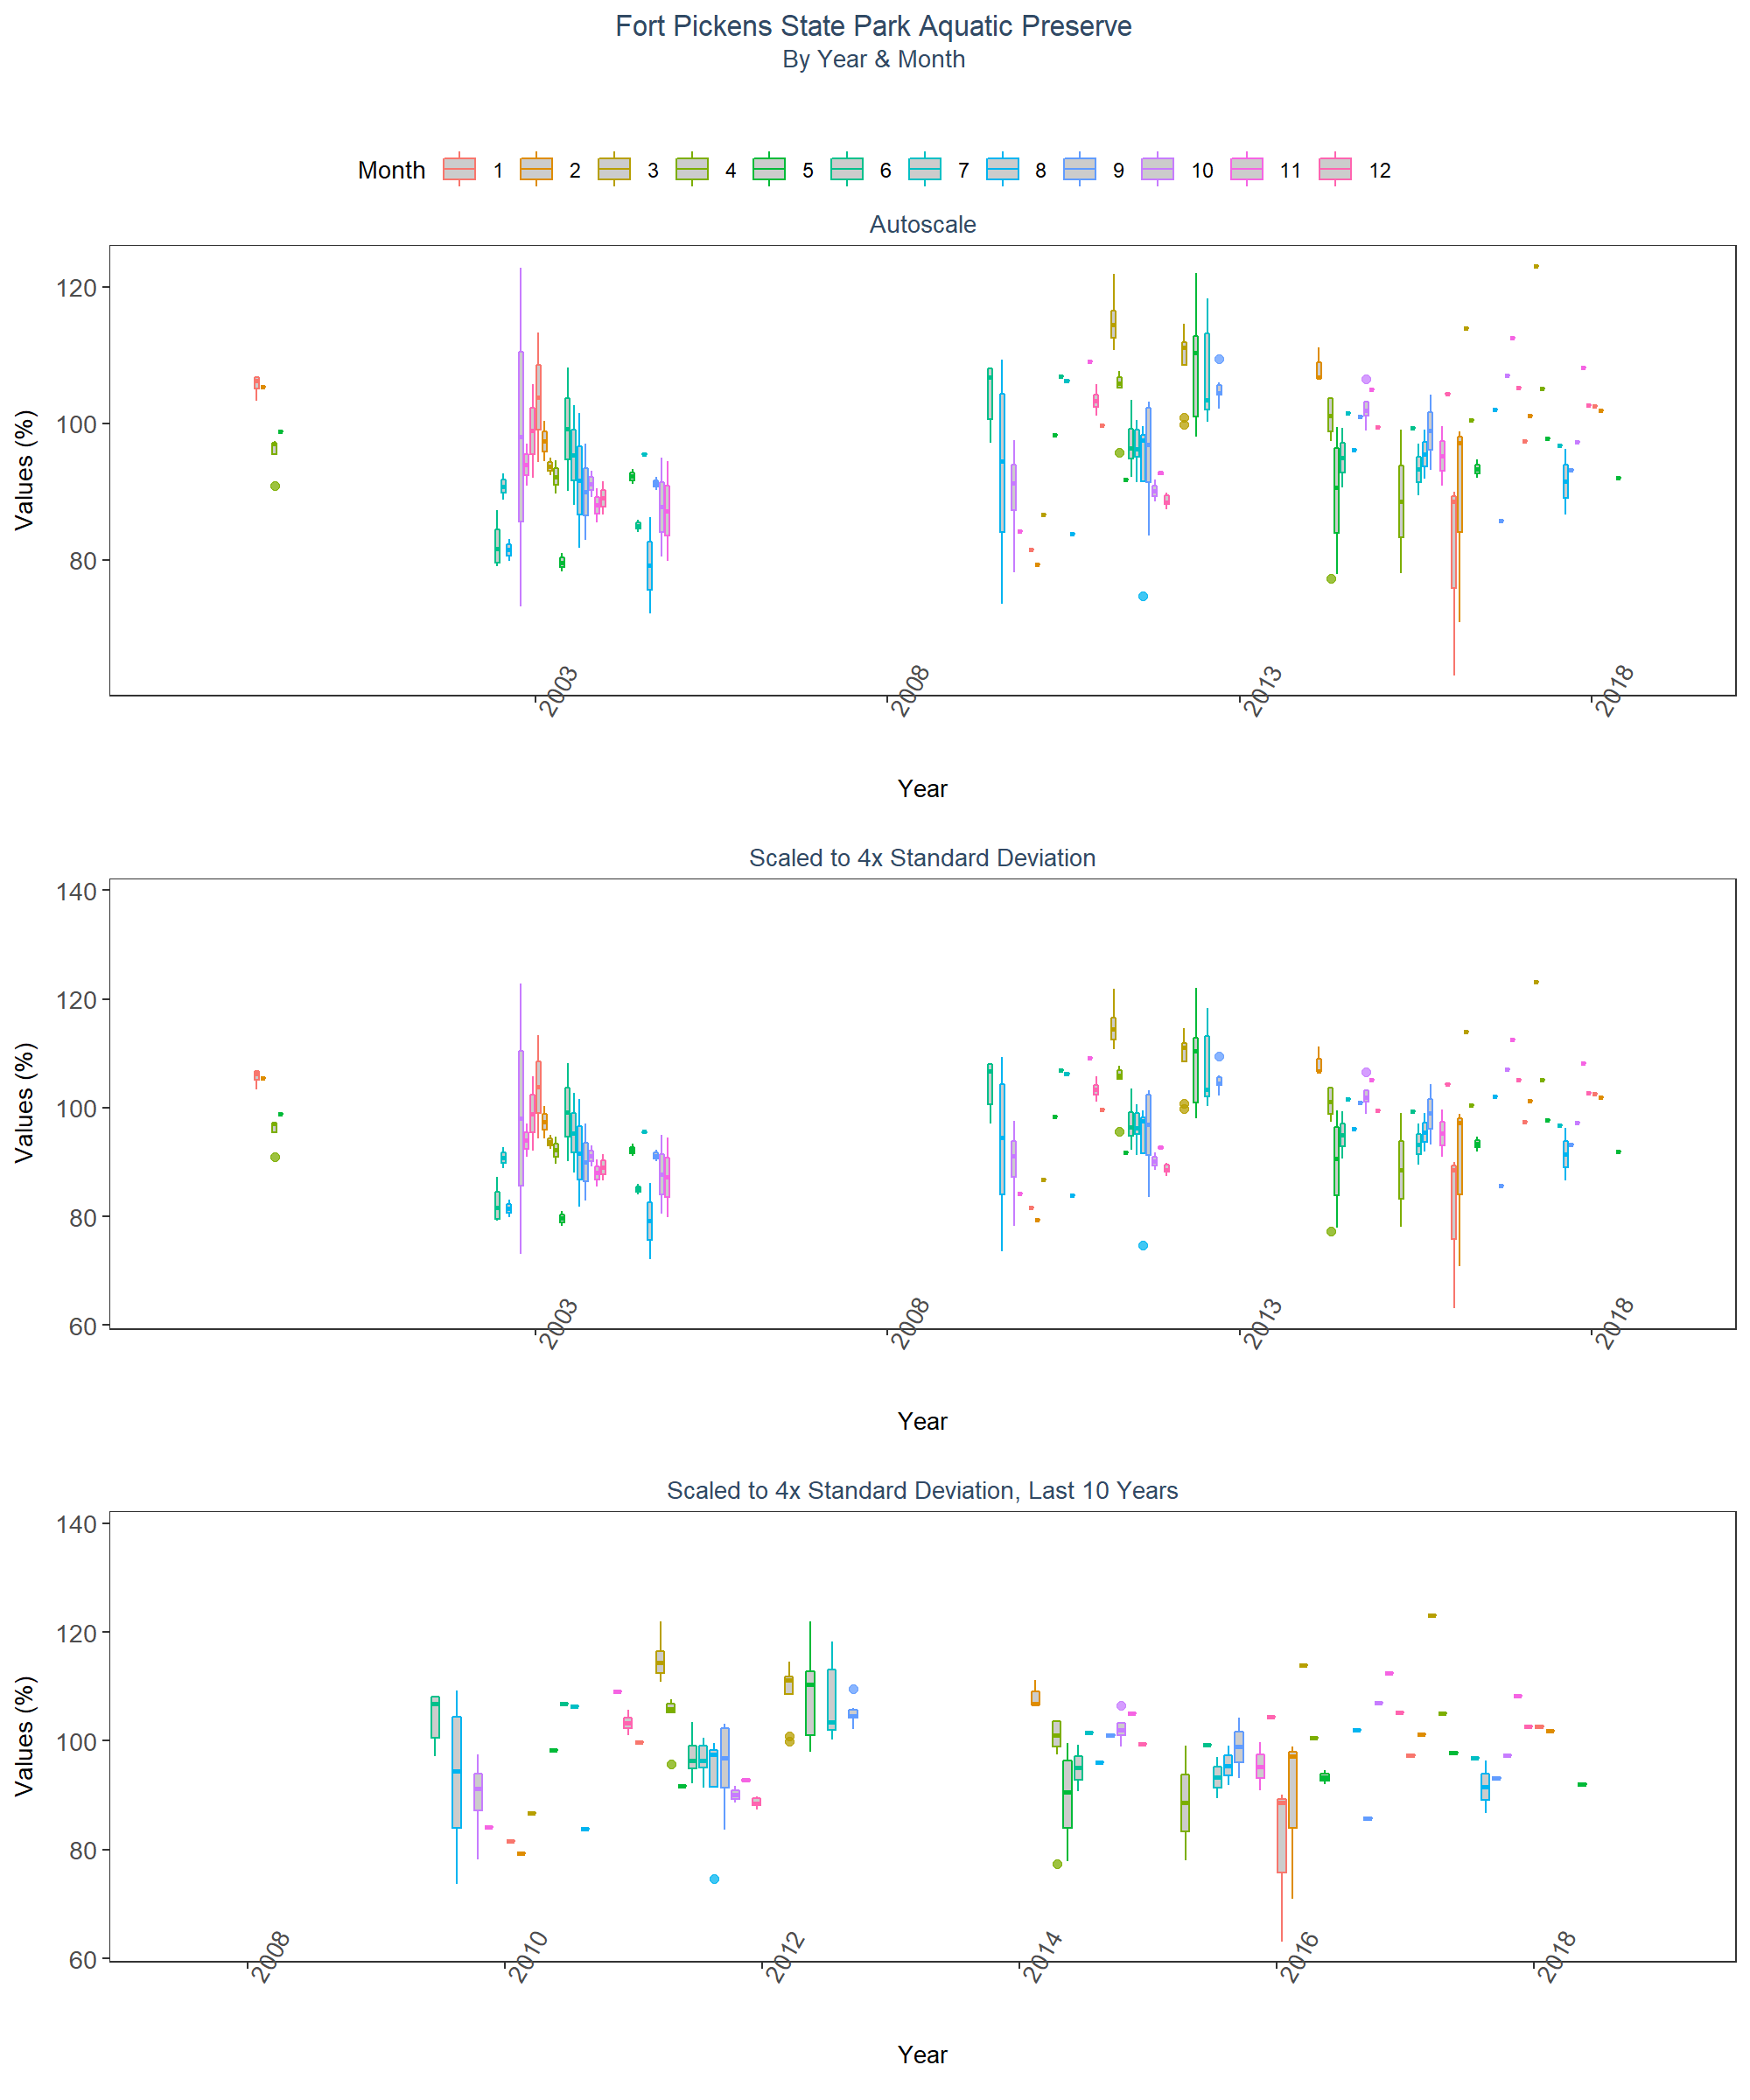 Fort Pickens State Park Aquatic Preserve
By Year & Month
Month 1 2 3 4 5 6 7 8 9 10 11 12
Autoscale
Values (%)
120
100
80
2003 2008 2013 2018
Year
Scaled to 4x Standard Deviation
Values (%)
140
120
100
80
60
2003 2008 2013 2018
Year
Scaled to 4x Standard Deviation, Last 10 Years
Values (%)
140
120
100
80
60
2008 2010 2012 2014 2016 2018
Year